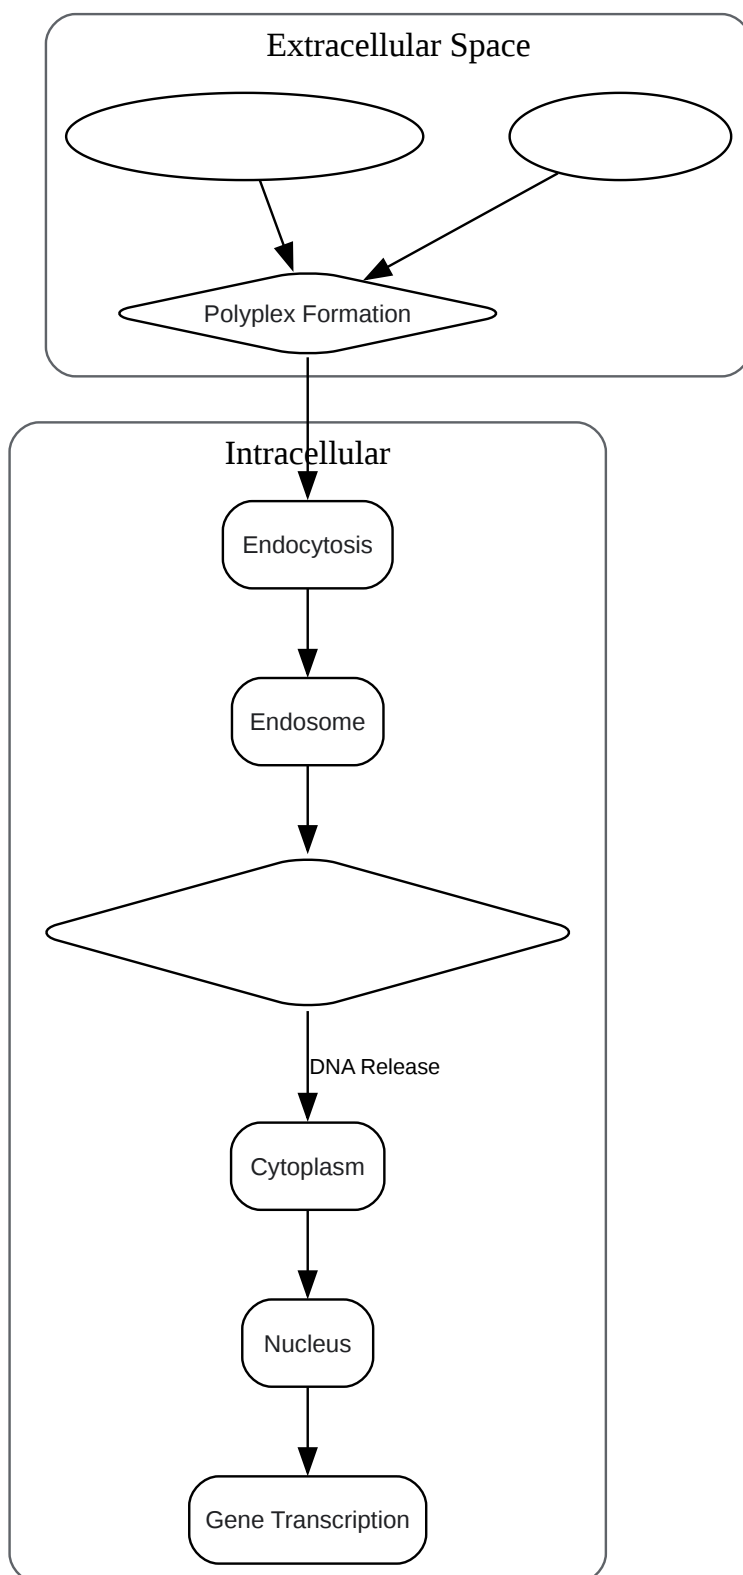 Extracellular Space
Polyplex Formation
Intracellular
Endocytosis
Endosome
DNA Release
Cytoplasm
Nucleus
Gene Transcription